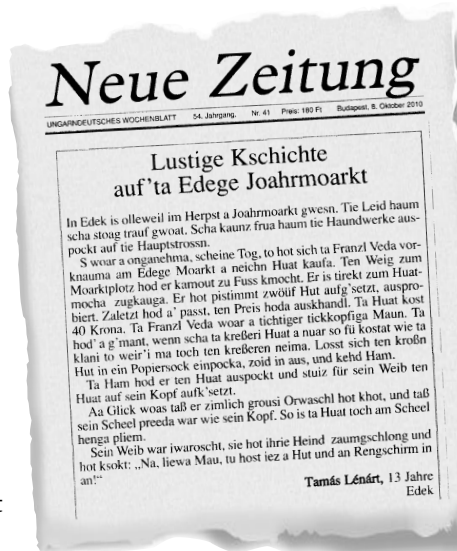 Neue Zeitung
UNGARNDEUTSCHES WOCHENBLATT 54. Jahrgang, Nr. 41 Preis: 180 Ft Budapest, 8. Oktober 2010
Lustige Kschichte
auf'ta Edege Joahrmoarkt
In Edek is olleweil im Herpst a Joahrmoarkt gwesn. Tie Leid haum
scha stoag trauf gwoat. Scha kaunz frua haum tie Haundwerke aus-
pockt auf tie Hauptstrossn.
S woar a onganehma, scheine Tog, to hot sich ta Franzl Veda vor-
knauma am Edege Moarkt a neichn Huat kaufa. Ten Weig zum
Moarktplotz hod er kamout zu Fuss kmocht. Er is tirekt zum Huat-
mocha zugkauga. Er hot pistimmt zwöüf Hut aufg'setzt, auspro-
biert. Zaletzt hod a' passt, ten Preis hoda auskhandl. Ta Huat kost
40 Krona. Ta Franzl Veda woar a tichtiger tickkopfiga Maun. Ta
hod' a g'mant, wenn scha ta kreßeri Huat a nuar so fü kostat wie ta
klani to weir'i ma toch ten kreßeren neima. Losst sich ten kroßn
Hut in ein Popiersock einpocka, zoid in aus, und kehd Ham.
Ta Ham hod er ten Huat auspockt und stuiz für sein Weib ten
Huat auf sein Kopf aufk'setzt.
Aa Glick woas taß er zimlich grousi Orwaschl hot khot, und taß
sein Scheel preeda war wie sein Kopf. So is ta Huat toch am Scheel
henga pliem.
Sein Weib war iwaroscht, sie hot ihrie Heind zaumgschlong und
hot ksokt: „Na, liewa Mau, tu host iez a Hut und an Rengschirm in
an!“
Tamás Lénárt, 13 Jahre
Edek